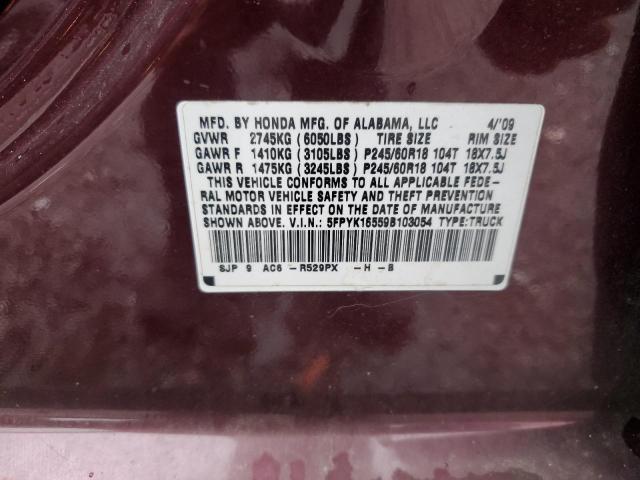 MFD. BY HONDA MFG. OF ALABAMA, LLC 4/'09
GVWR 2745KG (6050LBS) TIRE SIZE RIM SIZE
GAWR F 1410KG (3105LBS) P245/60R18 104T 18X7.5J
GAWR R 1475KG (3245LBS) P245/60R18 104T 18X7.5J
THIS VEHICLE CONFORMS TO ALL APPLICABLE FEDE-
RAL MOTOR VEHICLE SAFETY AND THEFT PREVENTION
STANDARDS IN EFFECT ON THE DATE OF MANUFACTURE
SHOWN ABOVE. V.I.N.: 5FPYK16559B103054 TYPE:TRUCK
SJP 9 AC6 -R529PX -H -B